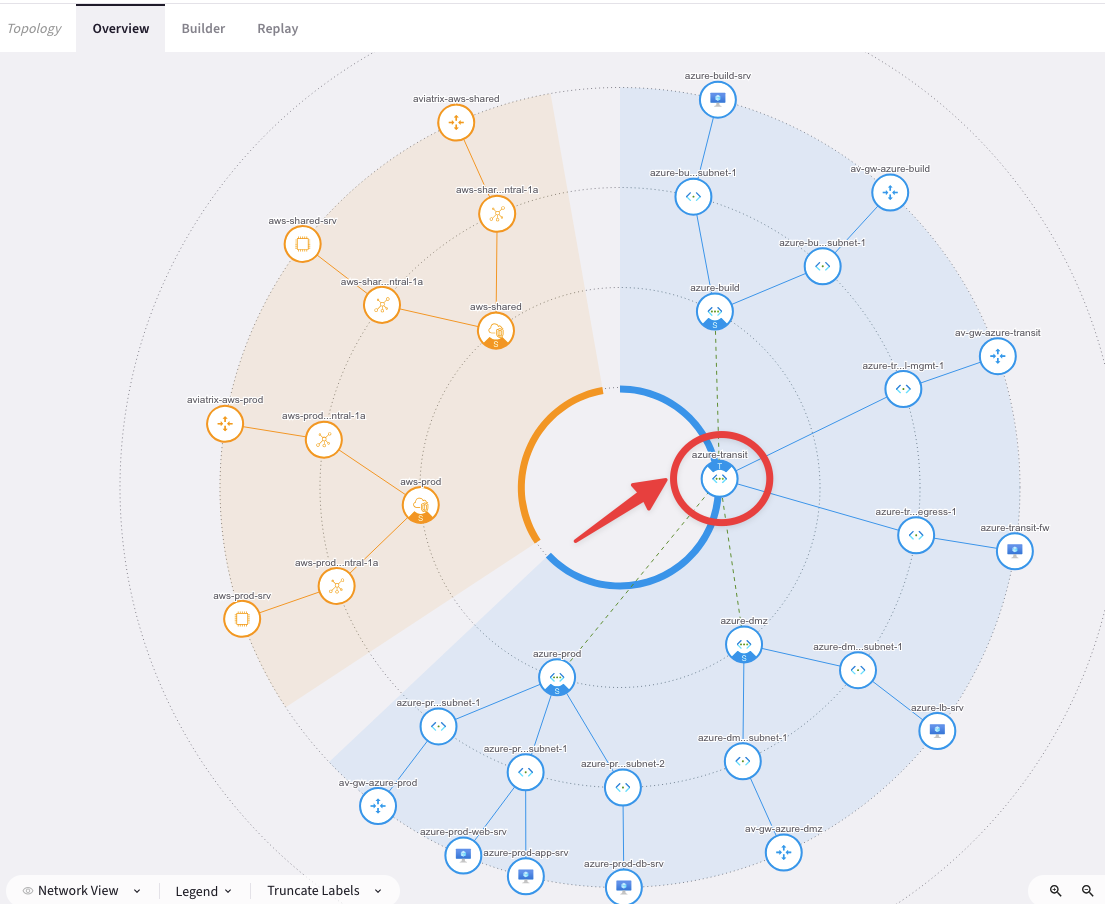 Topology
Overview
Builder
Replay
azure-build-srv
aviatrix-aws-shared
azure-bu...subnet-1
av-gw-azure-build
aws-shar...ntral-1a
aws-shared-srv
azure-bu...subnet-1
aws-shar...ntral-1a
azure-build
S
aws-shared
S
av-gw-azure-transit
azure-tr...l-mgmt-1
aviatrix-aws-prod
aws-prod...ntral-1a
azure-transit
T
aws-prod
S
azure-tr...egress-1
azure-transit-fw
aws-prod...ntral-1a
aws-prod-srv
azure-dmz
S
azure-dm...subnet-1
azure-prod
S
azure-pr...subnet-1
azure-lb-srv
azure-dm...subnet-1
azure-pr...subnet-1
azure-pr...subnet-2
av-gw-azure-prod
azure-prod-web-srv
av-gw-azure-dmz
azure-prod-app-srv
azure-prod-db-srv
Network View
Legend
Truncate Labels